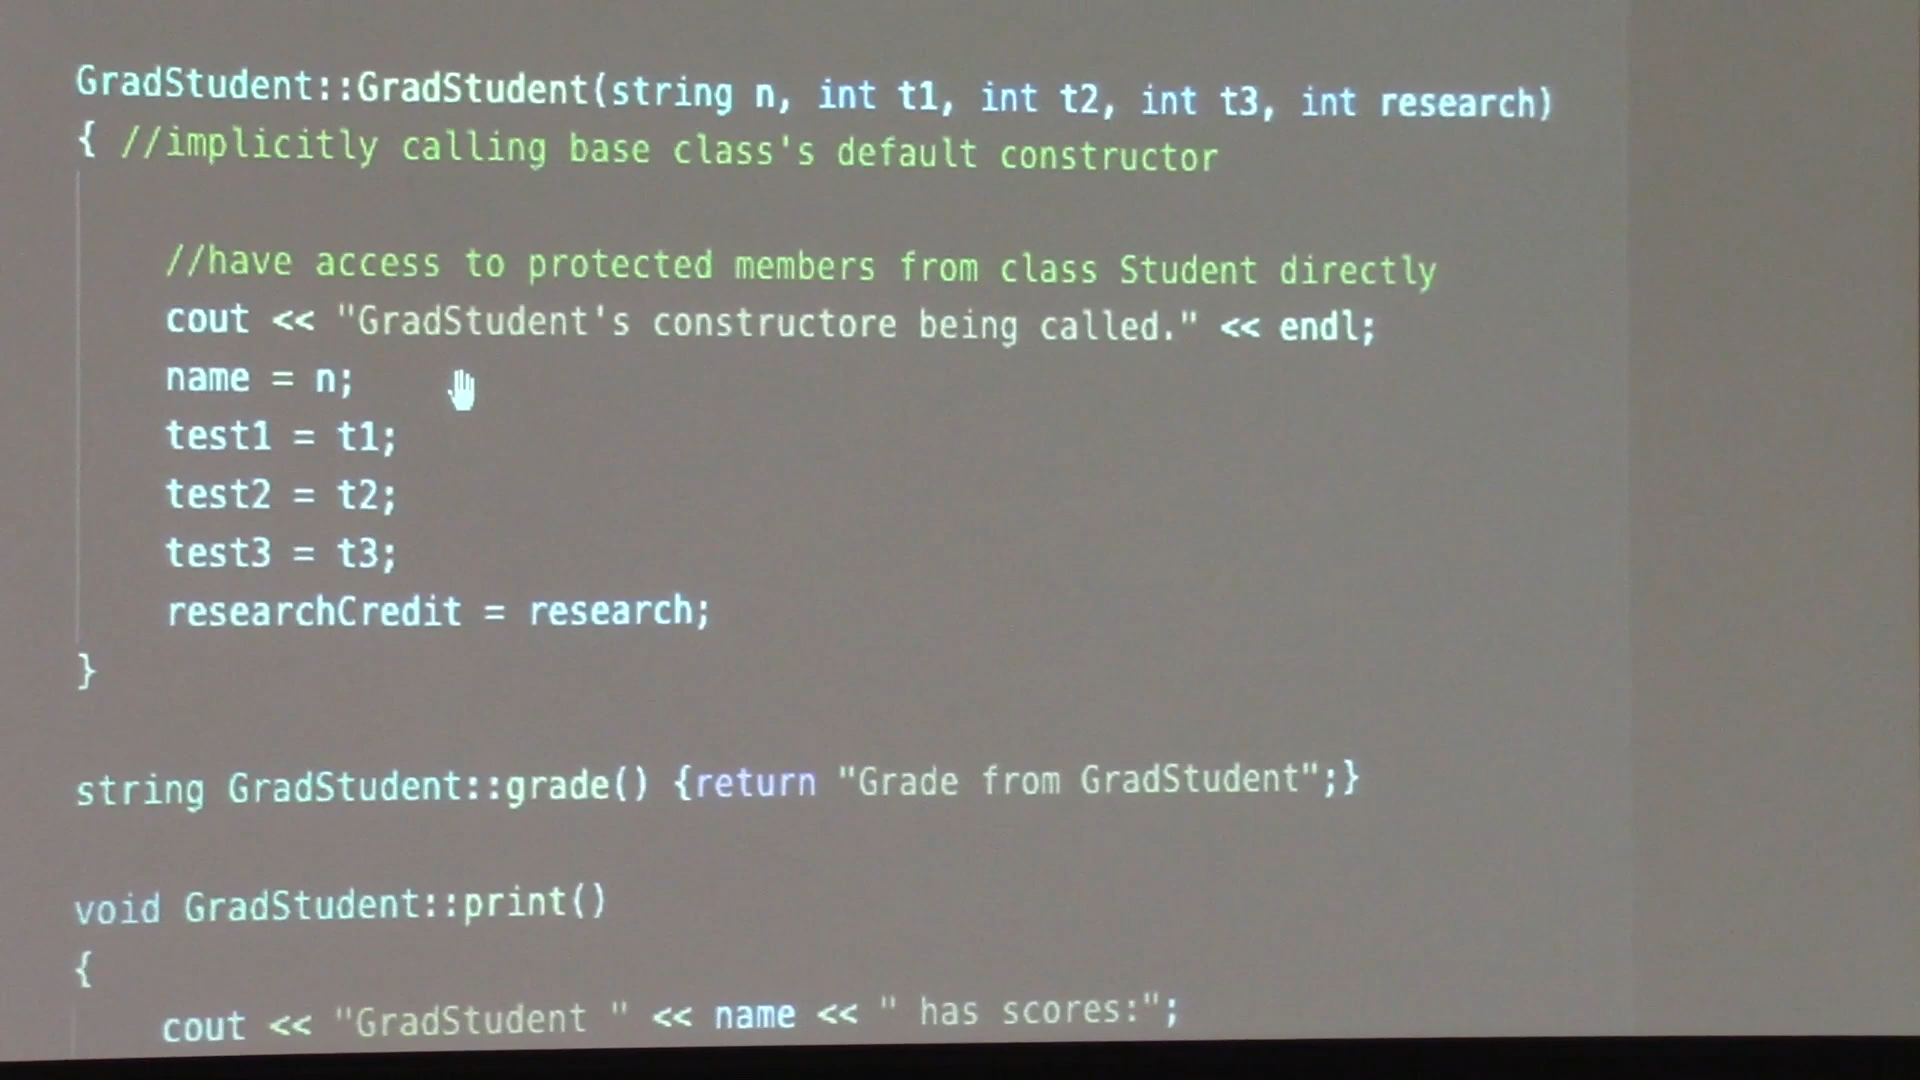 GradStudent::GradStudent(string n, int t1, int t2, int t3, int research)
{ //implicitly calling base class's default constructor
//have access to protected members from class Student directly
cout << "GradStudent's constructore being called." << endl;
name = n;
test1 = t1;
test2 = t2;
test3 = t3;
researchCredit = research;
}
string GradStudent::grade() {return "Grade from GradStudent";}
void GradStudent::print()
{
cout << "GradStudent " << name << " has scores:";